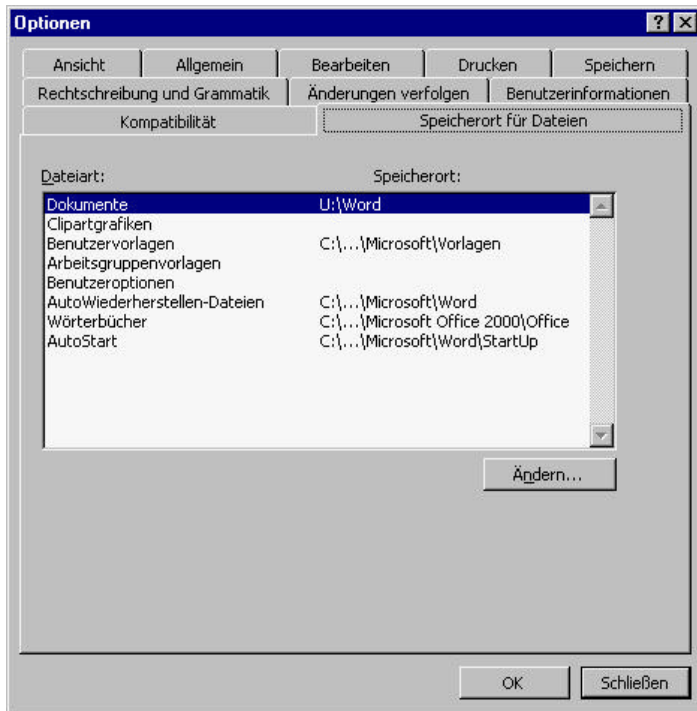 Optionen
Ansicht Allgemein Bearbeiten Drucken Speichern
Rechtschreibung und Grammatik Änderungen verfolgen Benutzerinformationen
Kompatibilität Speicherort für Dateien
Dateiart: Speicherort:
Dokumente U:\Word
Clipartgrafiken
Benutzervorlagen C:\...\Microsoft\Vorlagen
Arbeitsgruppenvorlagen
Benutzeroptionen
AutoWiederherstellen-Dateien C:\...\Microsoft\Word
Wörterbücher C:\...\Microsoft Office 2000\Office
AutoStart C:\...\Microsoft\Word\StartUp
Ändern...
OK Schließen